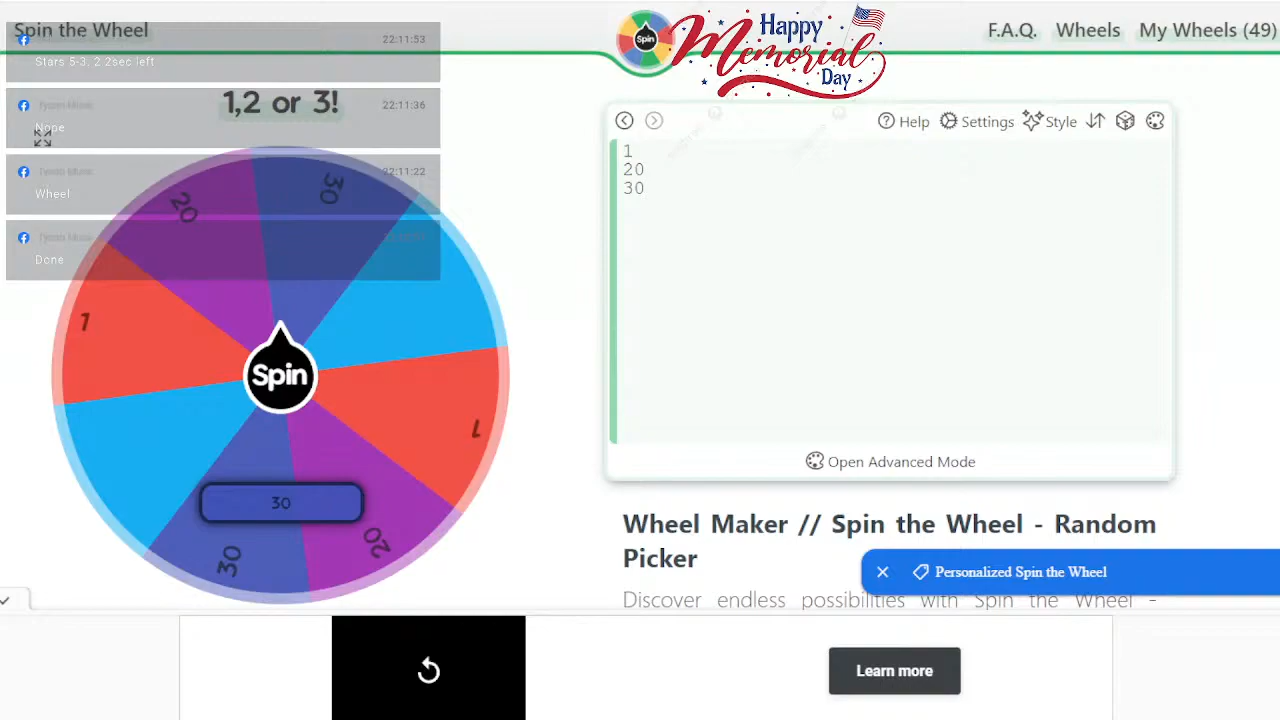 Spin the Wheel
22:11:53
Stars 5-3, 2 2sec left
22:11:36
Nope
22:11:22
Wheel
Done
1,2 or 3!
20
30
1
1
30
20
Spin
30
Spin
Happy
Memorial
Day
F.A.Q.
Wheels
My Wheels (49)
Help
Settings
Style
1
20
30
Open Advanced Mode
Wheel Maker // Spin the Wheel - Random
Picker
Personalized Spin the Wheel
Discover endless possibilities with Spin the Wheel -
Learn more